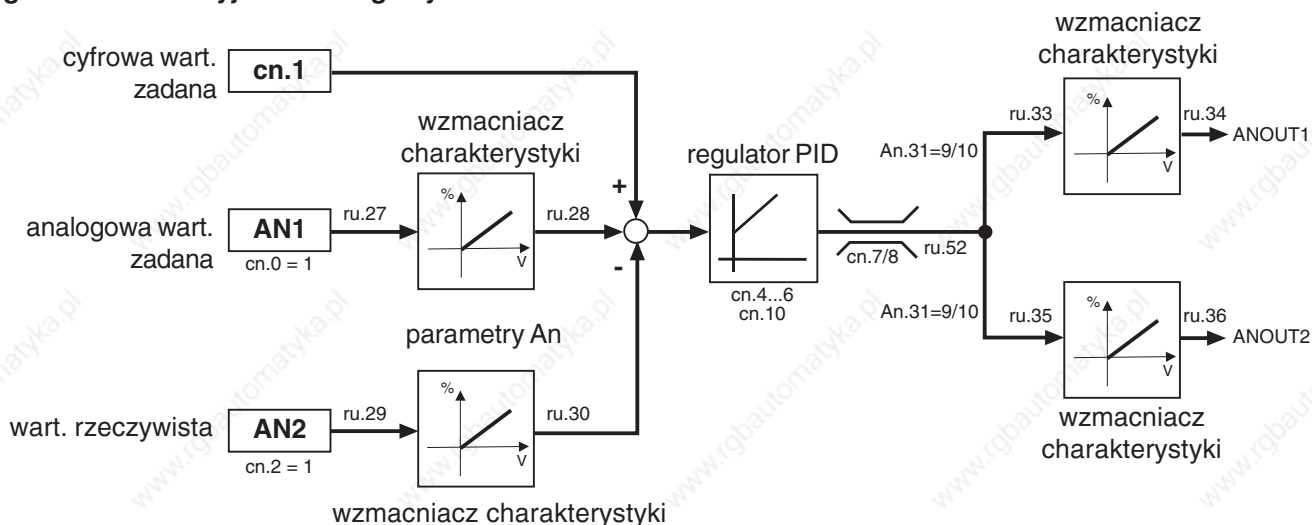 cyfrowa wart.
zadana
cn.1
wzmacniacz
charakterystyki
%
V
analogowa wart.
zadana
AN1
cn.0 = 1
ru.27
ru.28
+
-
parametry An
wart. rzeczywista
AN2
cn.2 = 1
ru.29
%
V
ru.30
wzmacniacz charakterystyki
regulator PID
cn.4...6
cn.10
cn.7/8
ru.52
An.31=9/10
ru.33
wzmacniacz
charakterystyki
%
V
ru.34
ANOUT1
An.31=9/10
ru.35
%
V
ru.36
ANOUT2
wzmacniacz
charakterystyki
www.rgbautomatyka.pl